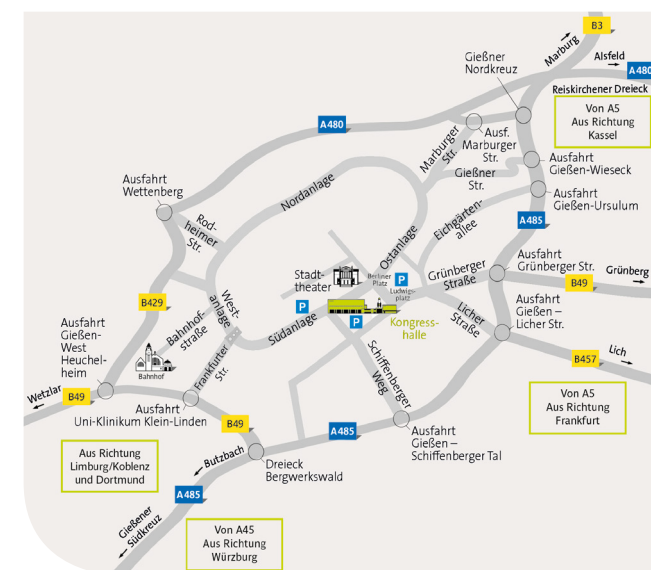 B3
Marburg
Alsfeld
A480
Gießner
Nordkreuz
Reiskirchener Dreieck
Von A5
Aus Richtung
Kassel
A480
Marburger
Str.
Ausf.
Marburger
Str.
Ausfahrt
Gießen-Wieseck
Gießner
Str.
Ausfahrt
Gießen-Ursulum
Ausfahrt
Wettenberg
Nordanlage
Rod-
heimer
Str.
Eichgärten-
allee
A485
Ostanlage
Ausfahrt
Grünberger Str.
Grünberg
B49
Stadt-
theater
Berliner
Platz
P
Ludwigs-
platz
Grünberger
Straße
B429
West-
anlage
P
P
Kongress-
halle
Licher
Straße
Ausfahrt
Gießen –
Licher Str.
Südanlage
Bahnhof-
straße
Bahnhof
Frankfurter
Str.
Ausfahrt
Gießen-
West
Heuchel-
heim
Lich
B457
Schiffenberger
Weg
Wetzlar
B49
Ausfahrt
Uni-Klinikum Klein-Linden
B49
A485
Ausfahrt
Gießen –
Schiffenberger Tal
Von A5
Aus Richtung
Frankfurt
Aus Richtung
Limburg/Koblenz
und Dortmund
Butzbach
Dreieck
Bergwerkswald
A485
Gießener
Südkreuz
Von A45
Aus Richtung
Würzburg